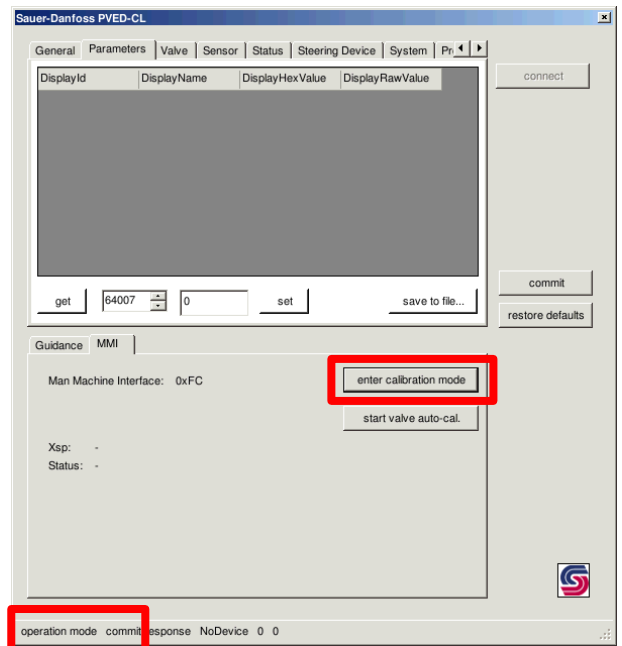 Sauer-Danfoss PVED-CL
General Parameters Valve Sensor Status Steering Device System Pr
DisplayId DisplayName DisplayHexValue DisplayRawValue
connect
commit
get 64007 0 set save to file...
restore defaults
Guidance MMI
Man Machine Interface: 0xFC enter calibration mode
start valve auto-cal.
Xsp: -
Status: -
operation mode commit esponse NoDevice 0 0